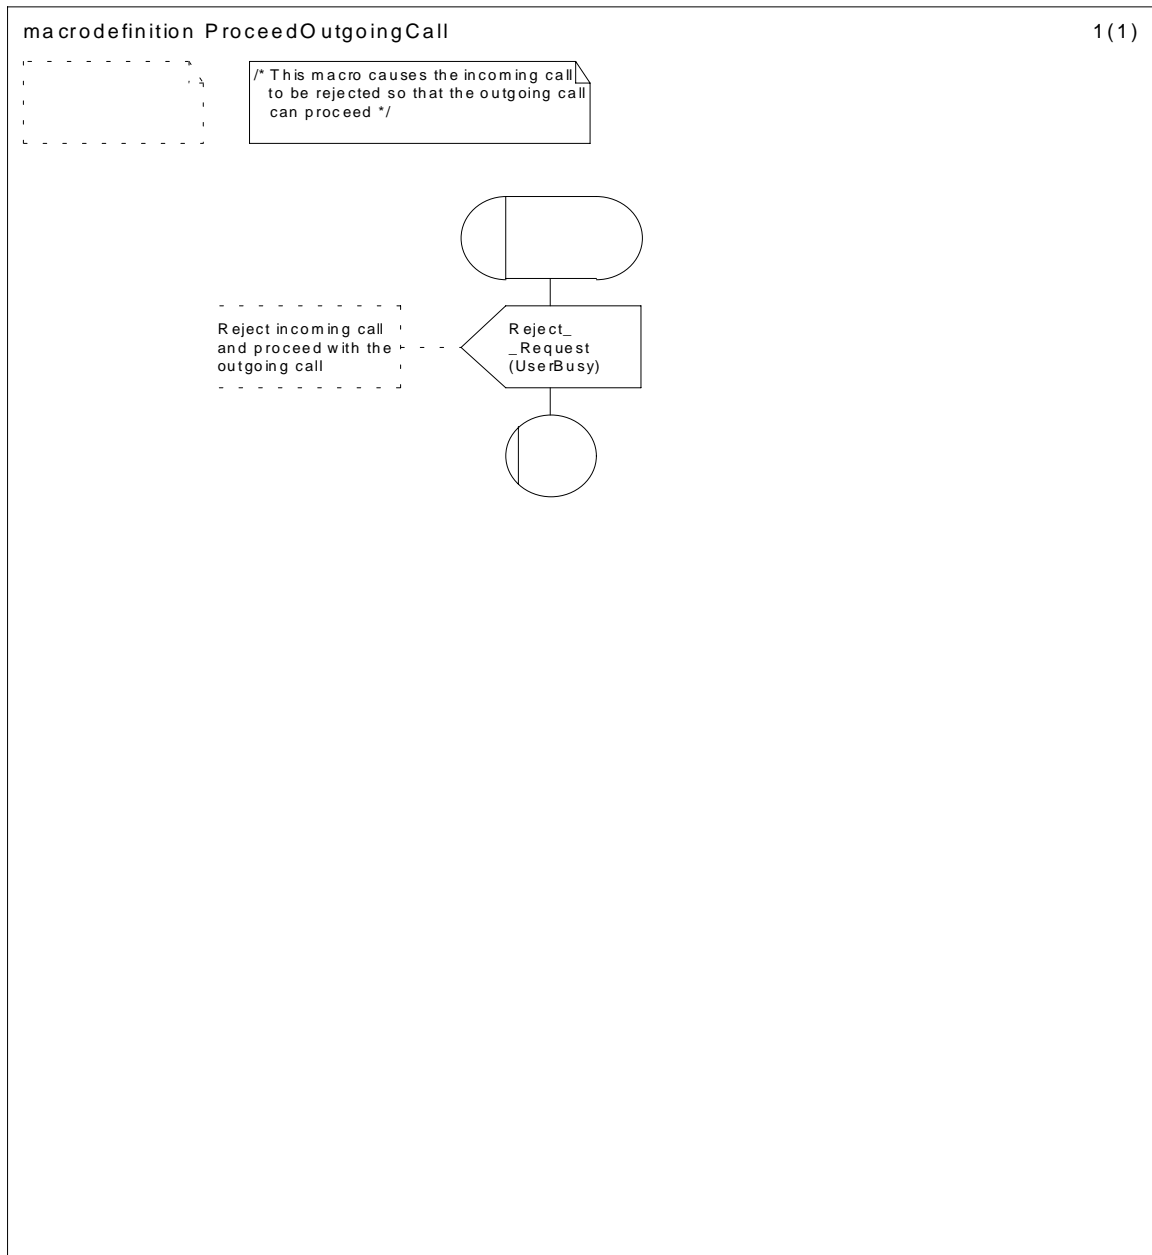 macrodefinition ProceedOutgoingCall
1(1)
/* This macro causes the incoming call
to be rejected so that the outgoing call
can proceed */
Reject incoming call
and proceed with the
outgoing call
Reject_
_Request
(UserBusy)